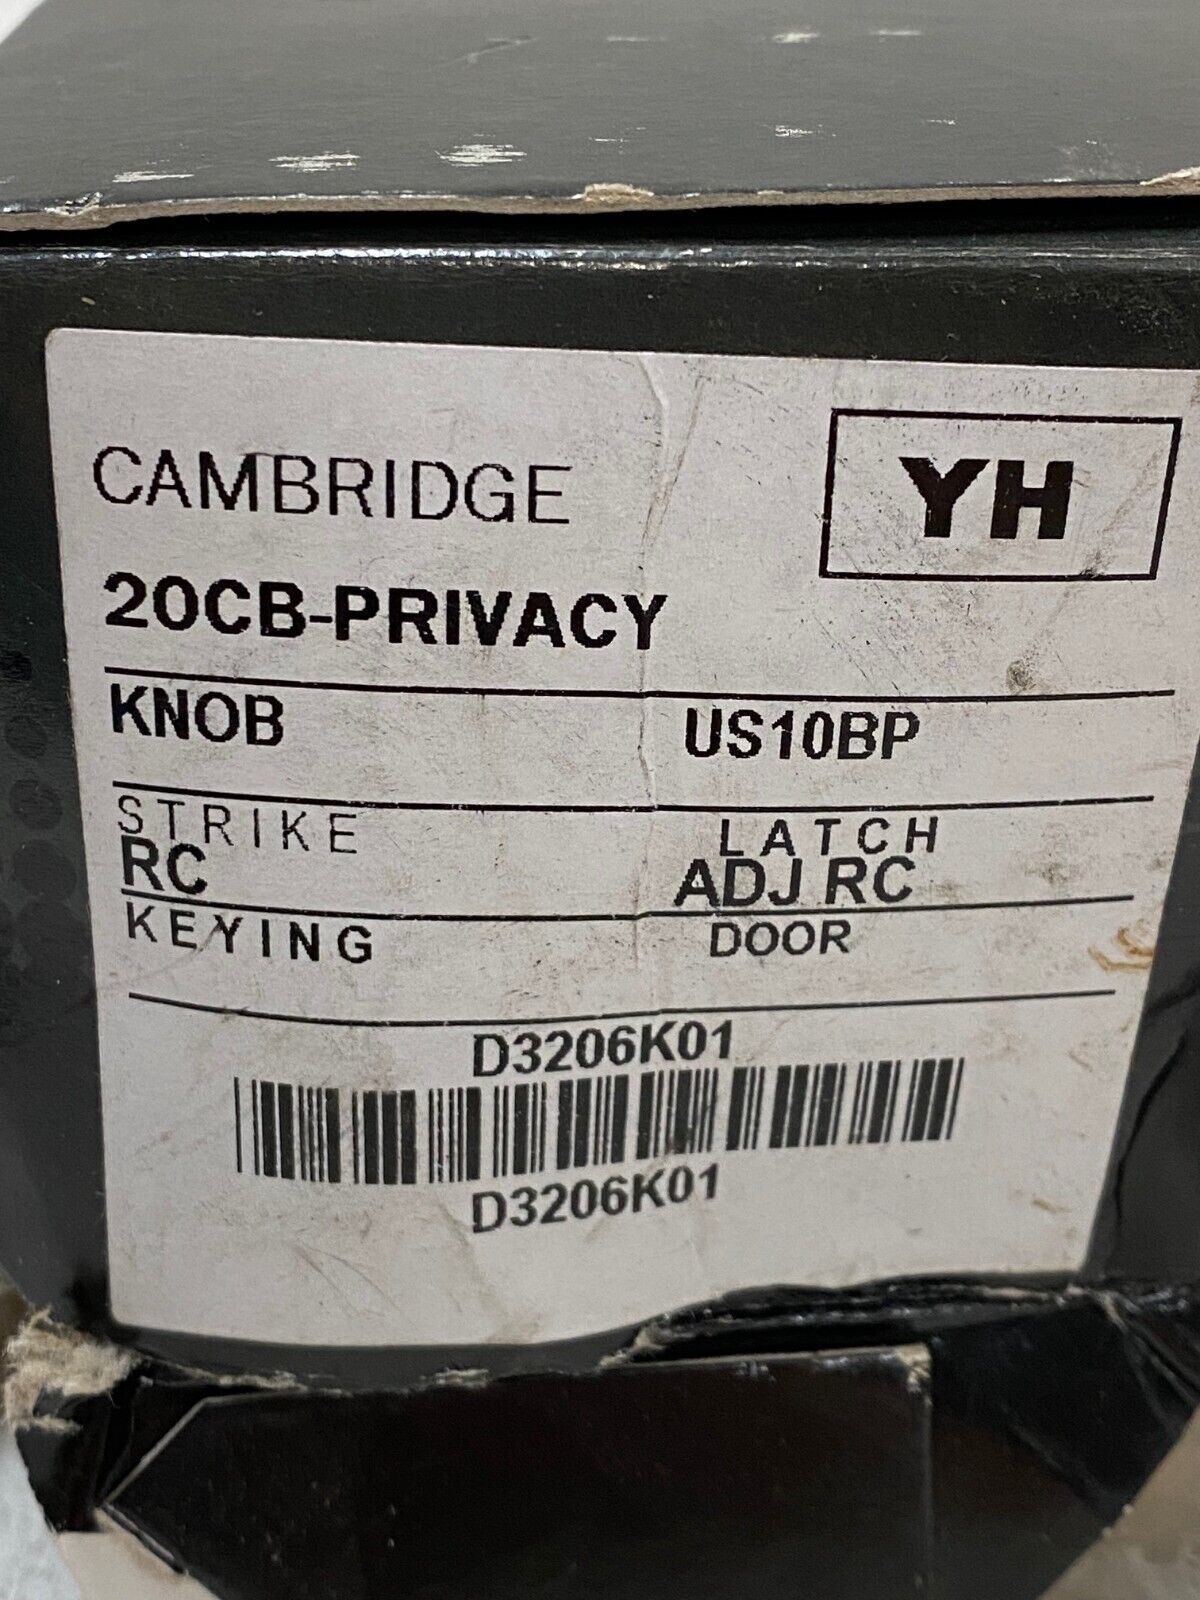 CAMBRIDGE
YH
20CB-PRIVACY
KNOB US10BP
STRIKE LATCH
RC ADJ RC
KEYING DOOR
D3206K01
D3206K01